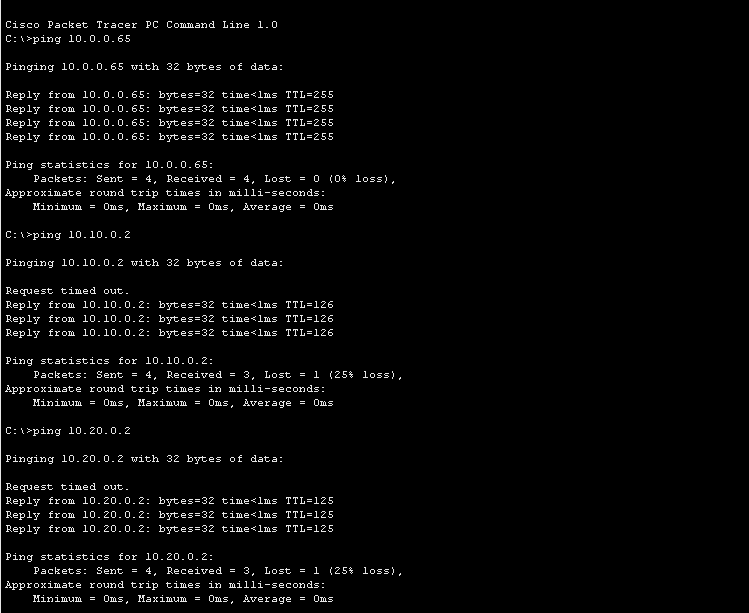 Cisco Packet Tracer PC Command Line 1.0
C:\>ping 10.0.0.65
Pinging 10.0.0.65 with 32 bytes of data:
Reply from 10.0.0.65: bytes=32 time<1ms TTL=255
Reply from 10.0.0.65: bytes=32 time<1ms TTL=255
Reply from 10.0.0.65: bytes=32 time<1ms TTL=255
Reply from 10.0.0.65: bytes=32 time<1ms TTL=255
Ping statistics for 10.0.0.65:
    Packets: Sent = 4, Received = 4, Lost = 0 (0% loss),
Approximate round trip times in milli-seconds:
    Minimum = 0ms, Maximum = 0ms, Average = 0ms
C:\>ping 10.10.0.2
Pinging 10.10.0.2 with 32 bytes of data:
Request timed out.
Reply from 10.10.0.2: bytes=32 time<1ms TTL=126
Reply from 10.10.0.2: bytes=32 time<1ms TTL=126
Reply from 10.10.0.2: bytes=32 time<1ms TTL=126
Ping statistics for 10.10.0.2:
    Packets: Sent = 4, Received = 3, Lost = 1 (25% loss),
Approximate round trip times in milli-seconds:
    Minimum = 0ms, Maximum = 0ms, Average = 0ms
C:\>ping 10.20.0.2
Pinging 10.20.0.2 with 32 bytes of data:
Request timed out.
Reply from 10.20.0.2: bytes=32 time<1ms TTL=125
Reply from 10.20.0.2: bytes=32 time<1ms TTL=125
Reply from 10.20.0.2: bytes=32 time<1ms TTL=125
Ping statistics for 10.20.0.2:
    Packets: Sent = 4, Received = 3, Lost = 1 (25% loss),
Approximate round trip times in milli-seconds:
    Minimum = 0ms, Maximum = 0ms, Average = 0ms